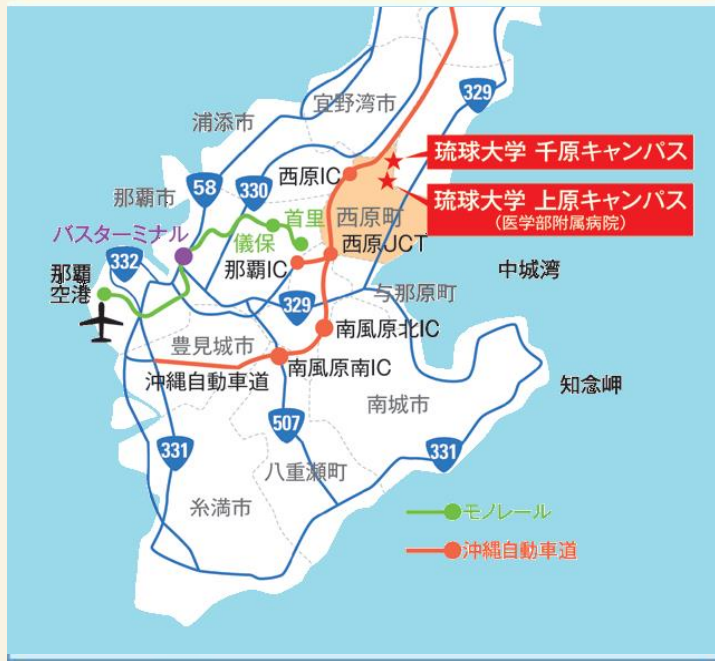 宜野湾市
浦添市
329
琉球大学 千原キャンパス
西原IC
琉球大学 上原キャンパス
(医学部附属病院)
那覇市
58
330
首里
西原町
バスターミナル
儀保
西原JCT
332
那覇IC
中城湾
那覇
空港
329
与那原町
南風原北IC
豊見城市
沖縄自動車道
南風原南IC
知念岬
南城市
507
331
331
八重瀬町
糸満市
モノレール
沖縄自動車道